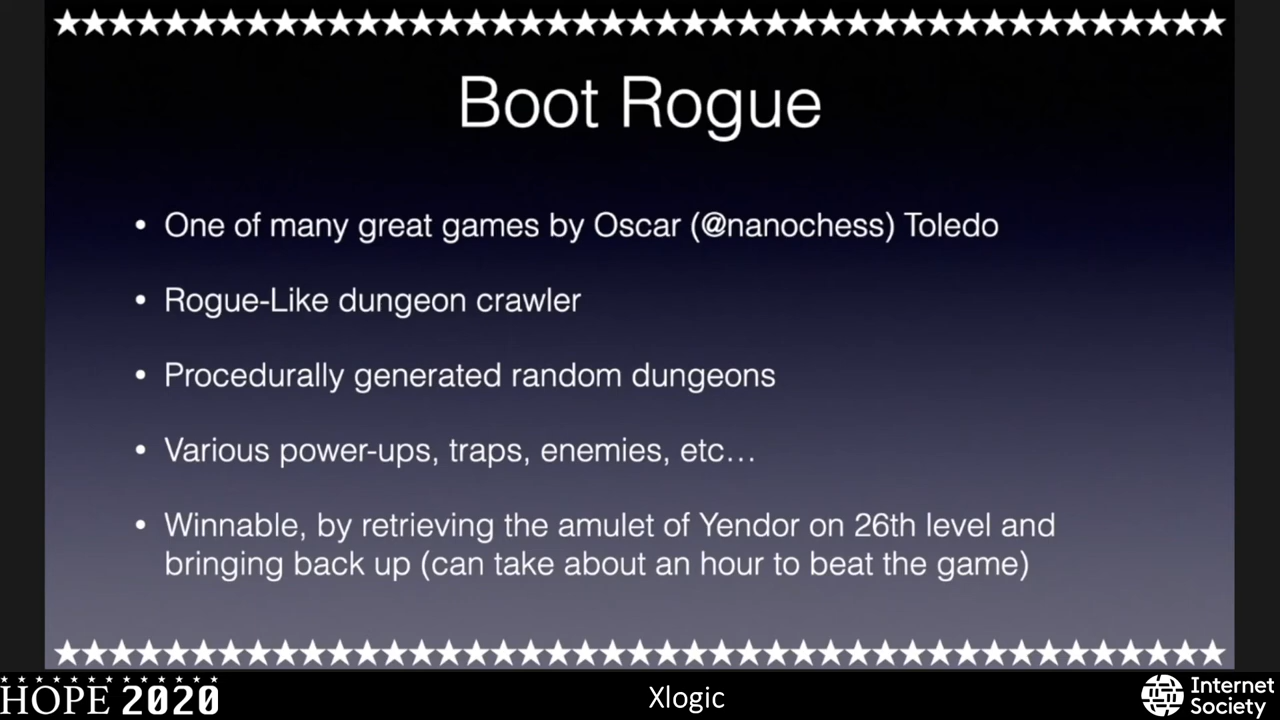 Boot Rogue
• One of many great games by Oscar (@nanochess) Toledo
• Rogue-Like dungeon crawler
• Procedurally generated random dungeons
• Various power-ups, traps, enemies, etc…
• Winnable, by retrieving the amulet of Yendor on 26th level and
bringing back up (can take about an hour to beat the game)
HOPE 2020
Xlogic
Internet
Society